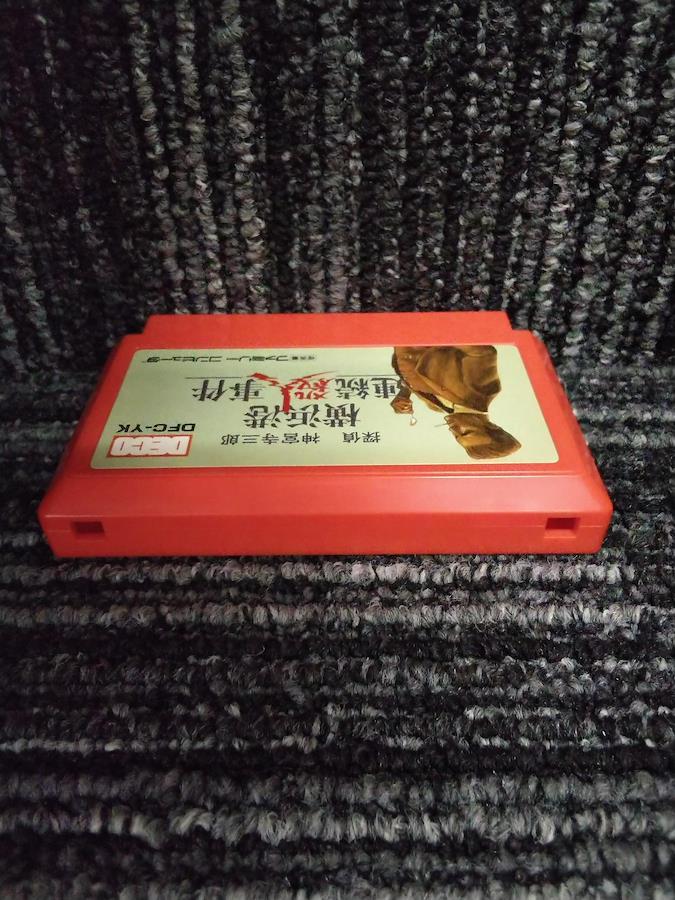 DECO
DFC-YK
探偵 神宮寺三郎
横浜港
連続殺人事件
ファミリー コンピュータ